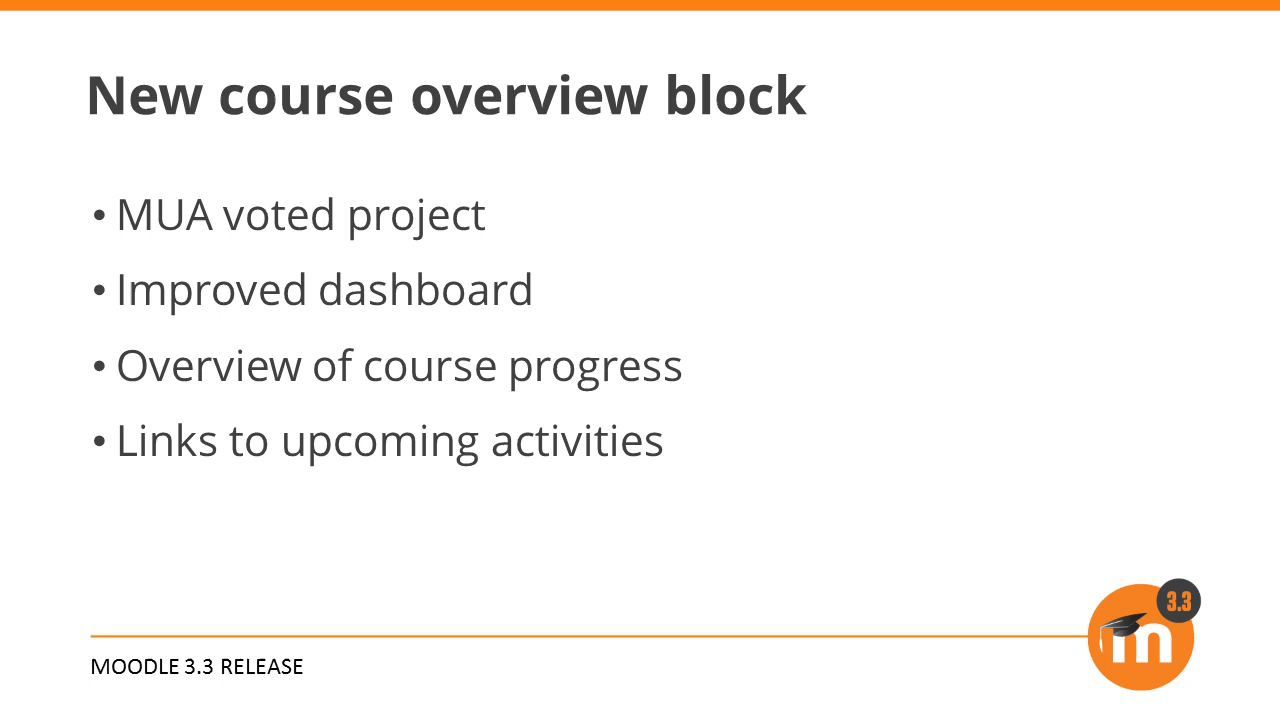 New course overview block
• MUA voted project
• Improved dashboard
• Overview of course progress
• Links to upcoming activities
3.3
m
MOODLE 3.3 RELEASE